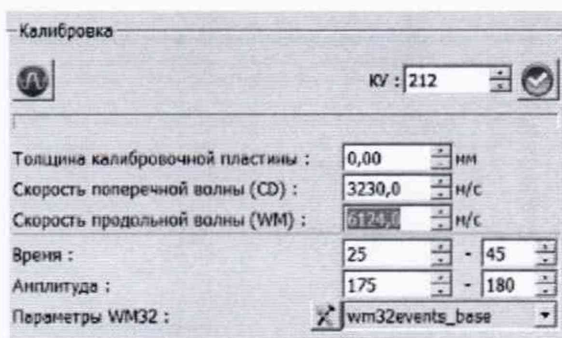 Калибровка
КУ : 212
Толщина калибровочной пластины : 0,00 мм
Скорость поперечной волны (CD) : 3230,0 м/с
Скорость продольной волны (WM) : 6124,0 м/с
Время : 25 - 45
Амплитуда : 175 - 180
Параметры WM32 : wm32events_base